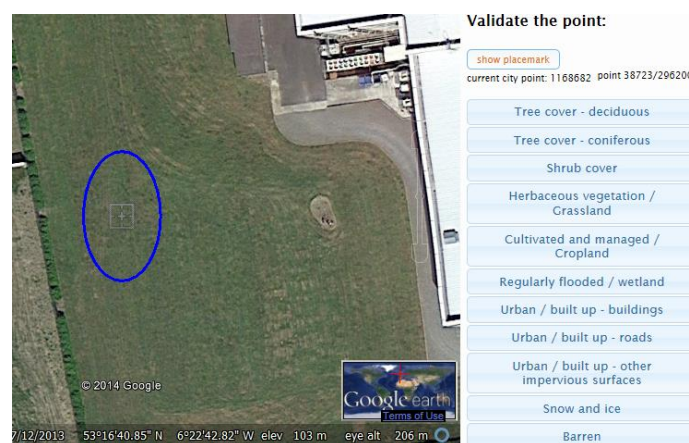 Validate the point:
show placemark
current city point: 1168682 point 38723/296200
Tree cover - deciduous
Tree cover - coniferous
Shrub cover
Herbaceous vegetation /
Grassland
Cultivated and managed /
Cropland
Regularly flooded / wetland
Urban / built up - buildings
Urban / built up - roads
Urban / built up - other
impervious surfaces
Snow and ice
Barren
© 2014 Google
Google earth
Terms of Use
7/12/2013 53°16'40.85" N 6°22'42.82" W elev 103 m eye alt 206 m